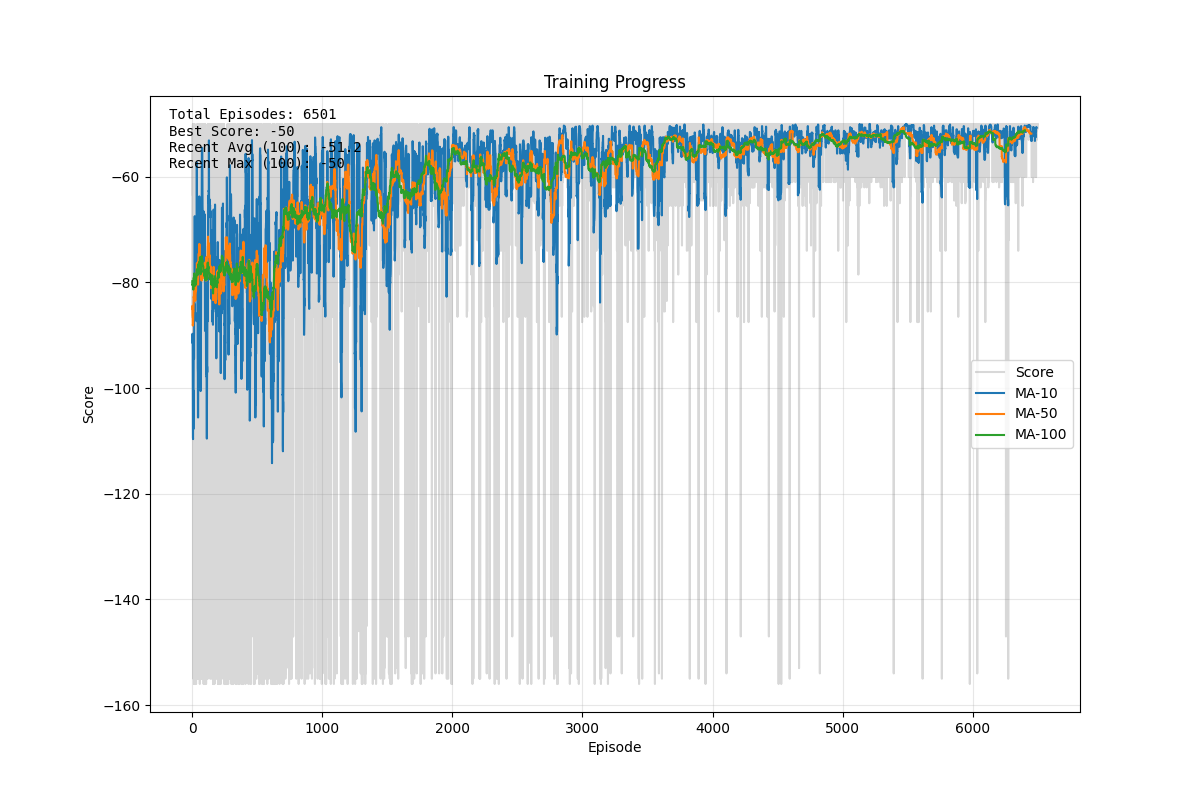 Training Progress
Total Episodes: 6501
Best Score: -50
Recent Avg (100): -51.2
Recent Max (100): -50
−60
−80
−100
−120
−140
−160
Score
Score
MA-10
MA-50
MA-100
0
1000
2000
3000
4000
5000
6000
Episode